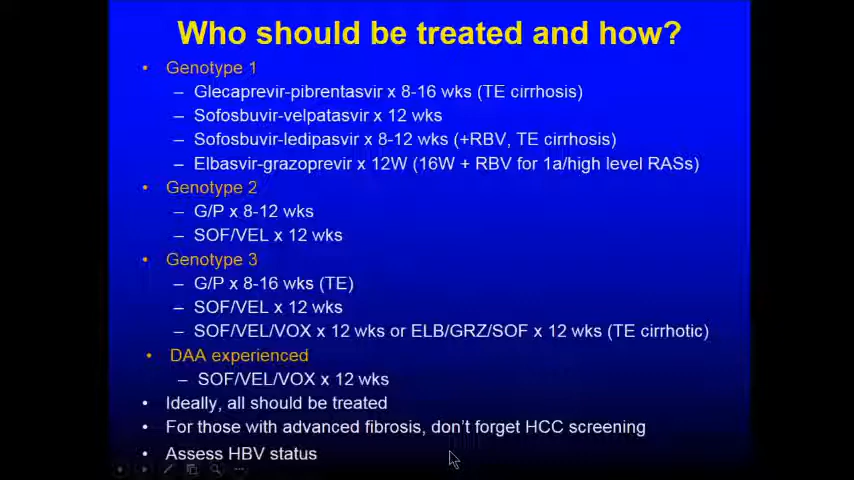 Who should be treated and how?
• Genotype 1
– Glecaprevir-pibrentasvir x 8-16 wks (TE cirrhosis)
– Sofosbuvir-velpatasvir x 12 wks
– Sofosbuvir-ledipasvir x 8-12 wks (+RBV, TE cirrhosis)
– Elbasvir-grazoprevir x 12W (16W + RBV for 1a/high level RASs)
• Genotype 2
– G/P x 8-12 wks
– SOF/VEL x 12 wks
• Genotype 3
– G/P x 8-16 wks (TE)
– SOF/VEL x 12 wks
– SOF/VEL/VOX x 12 wks or ELB/GRZ/SOF x 12 wks (TE cirrhotic)
• DAA experienced
– SOF/VEL/VOX x 12 wks
• Ideally, all should be treated
• For those with advanced fibrosis, don't forget HCC screening
• Assess HBV status